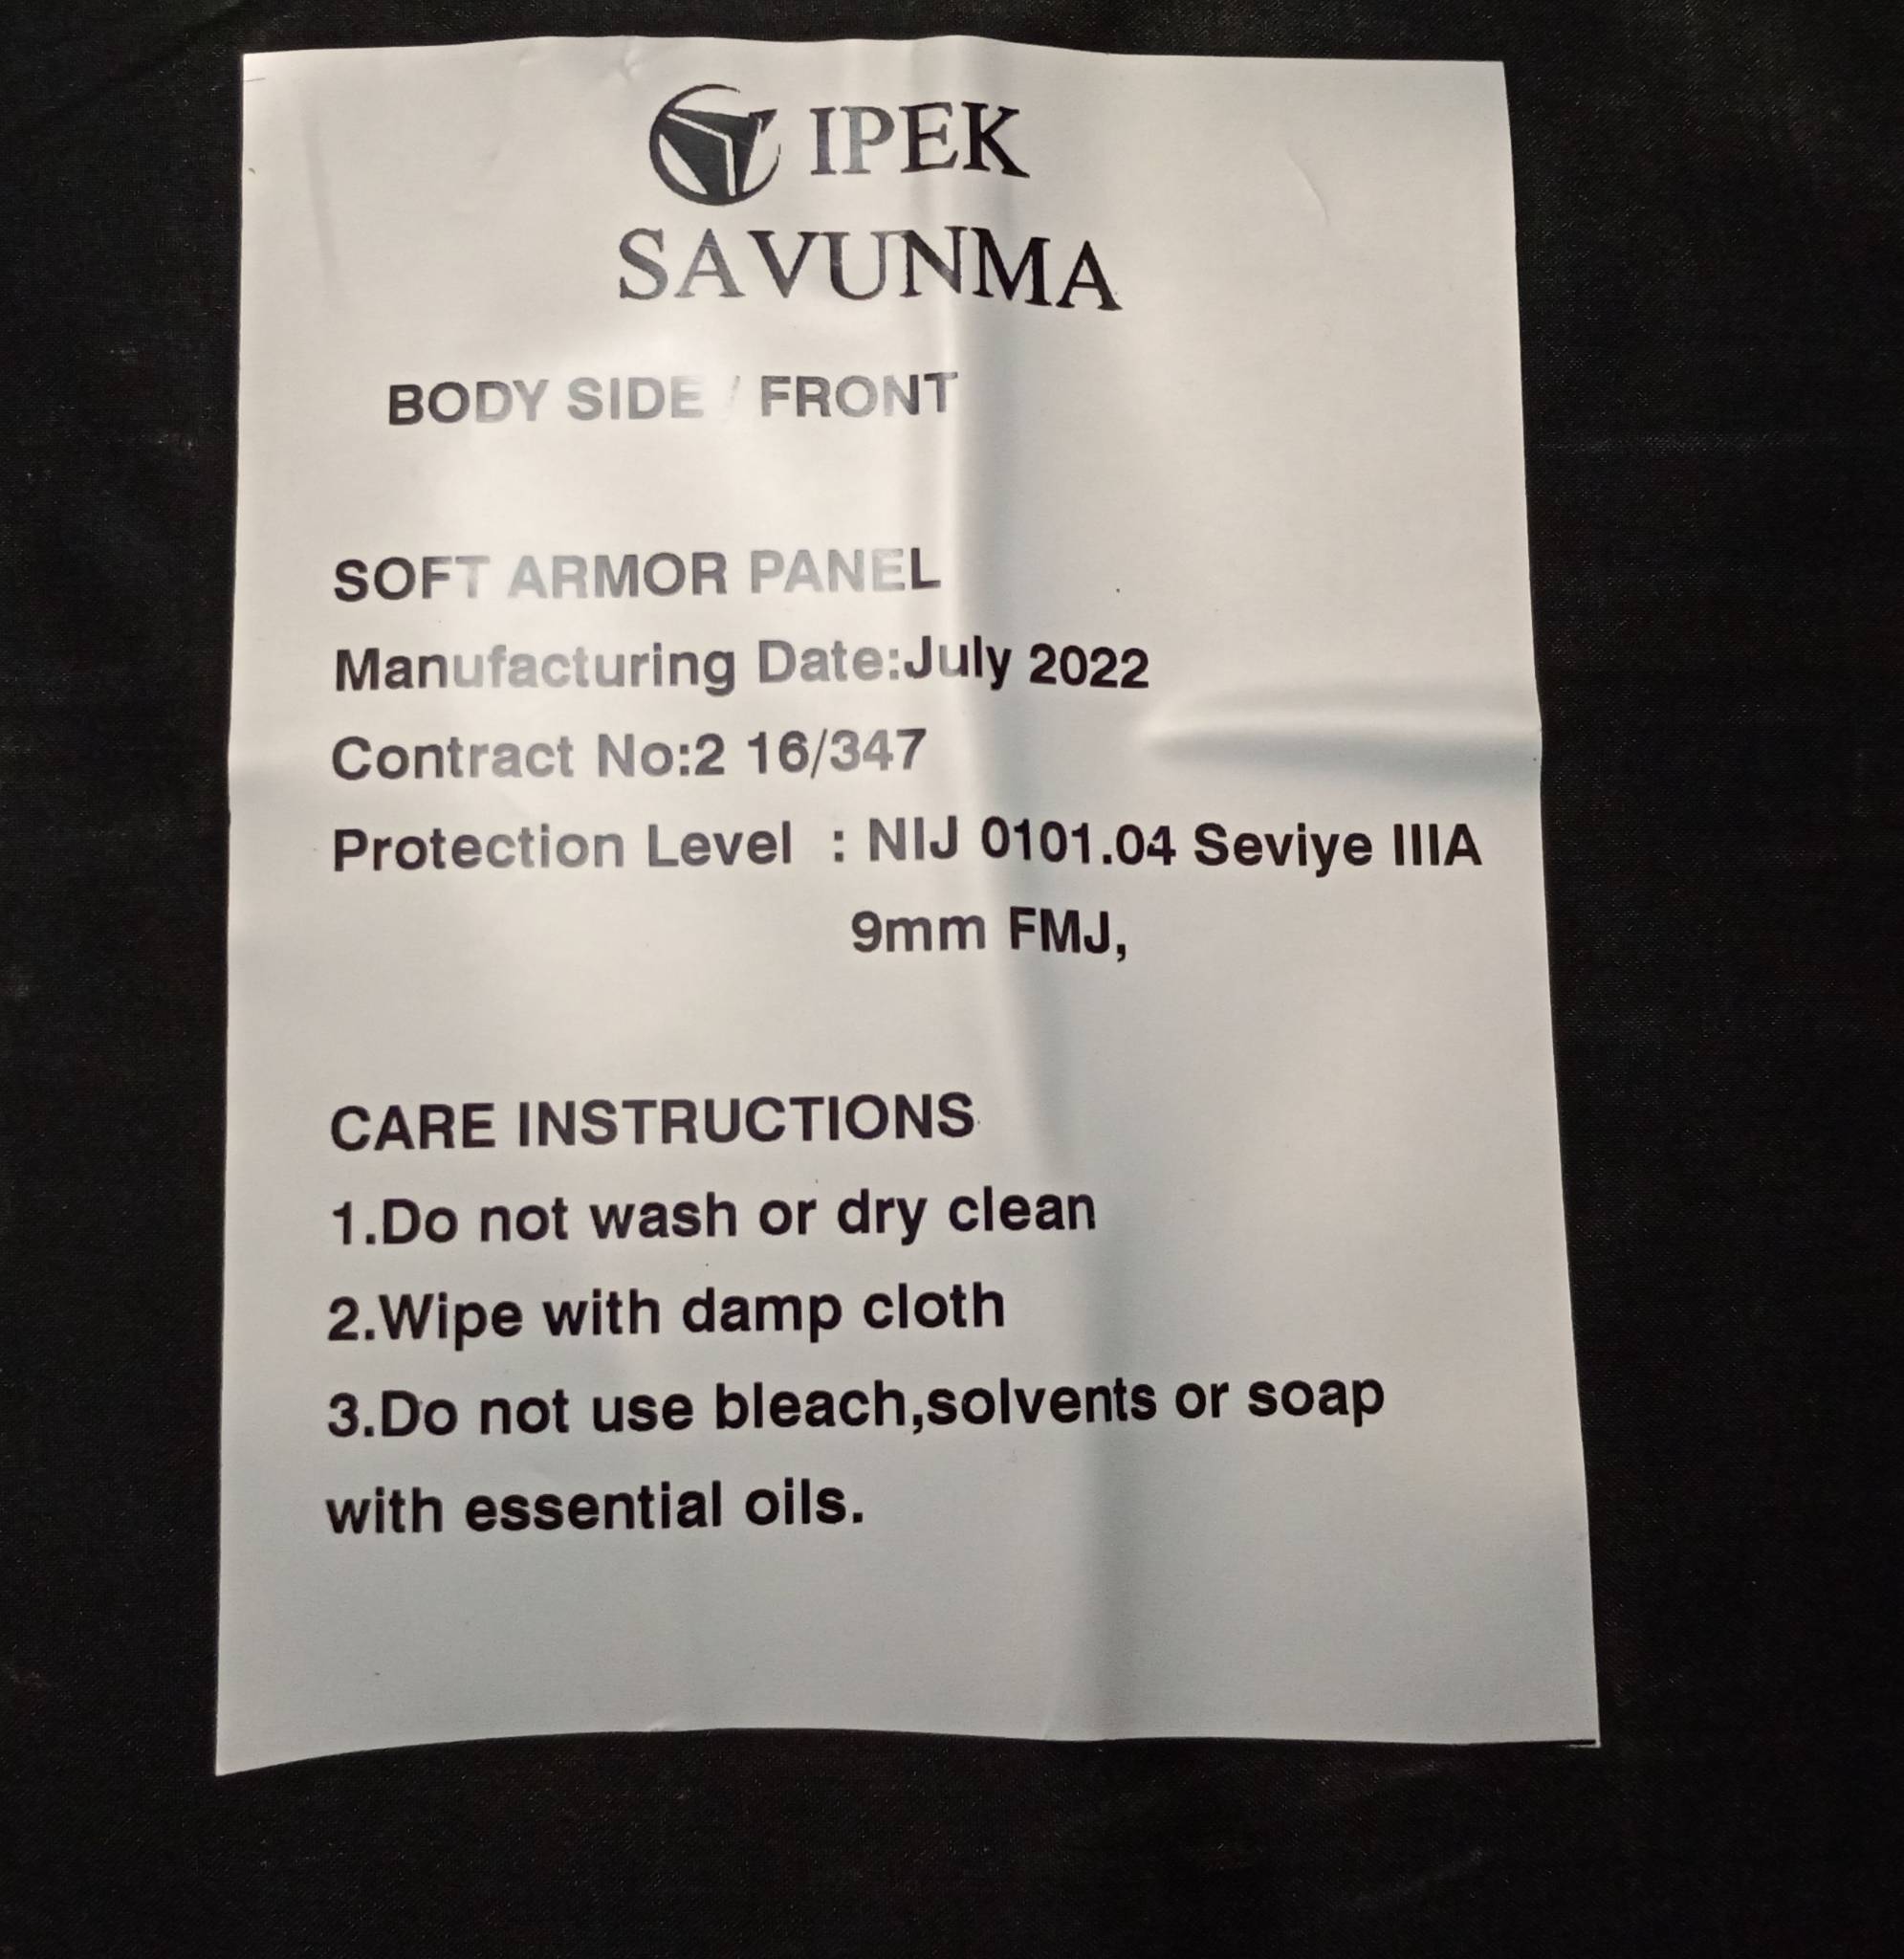 IPEK
SAVUNMA
BODY SIDE / FRONT
SOFT ARMOR PANEL
Manufacturing Date:July 2022
Contract No:2 16/347
Protection Level : NIJ 0101.04 Seviye IIIA
9mm FMJ,
CARE INSTRUCTIONS
1.Do not wash or dry clean
2.Wipe with damp cloth
3.Do not use bleach,solvents or soap
with essential oils.